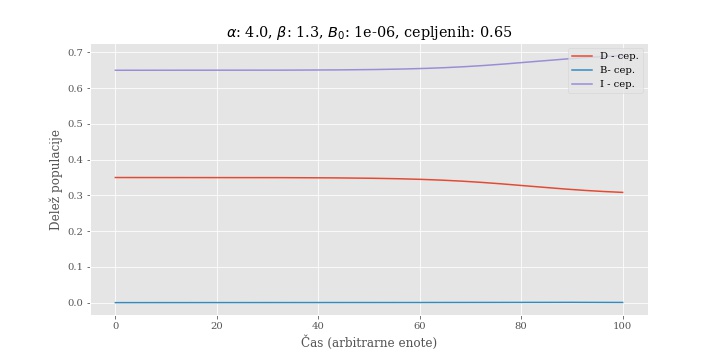 α: 4.0, β: 1.3, B₀: 1e-06, cepljenih: 0.65
0.7
0.6
0.5
0.4
0.3
0.2
0.1
0.0
Delež populacije
D - cep.
B- cep.
I - cep.
0 20 40 60 80 100
Čas (arbitrarne enote)